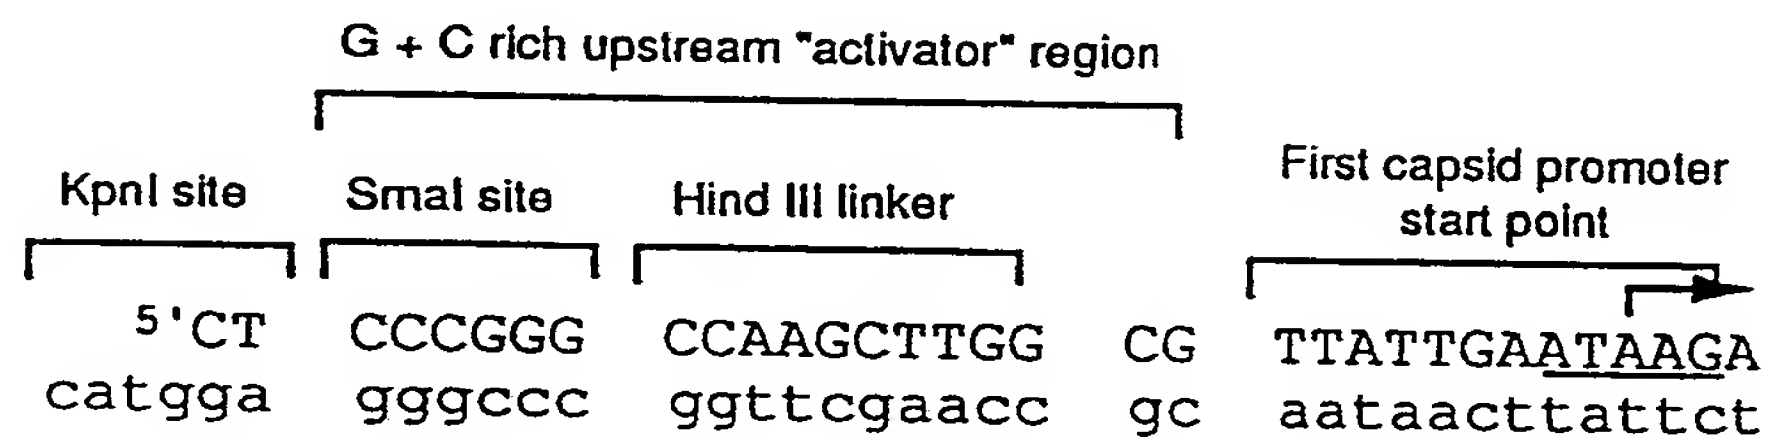 G + C rich upstream "activator" region
KpnI site SmaI site Hind III linker First capsid promoter
start point
5'CT CCCGGG CCAAGCTTGG CG TTATTGAATAAGA
catgga gggccc ggttcgaacc gc aataacttattct